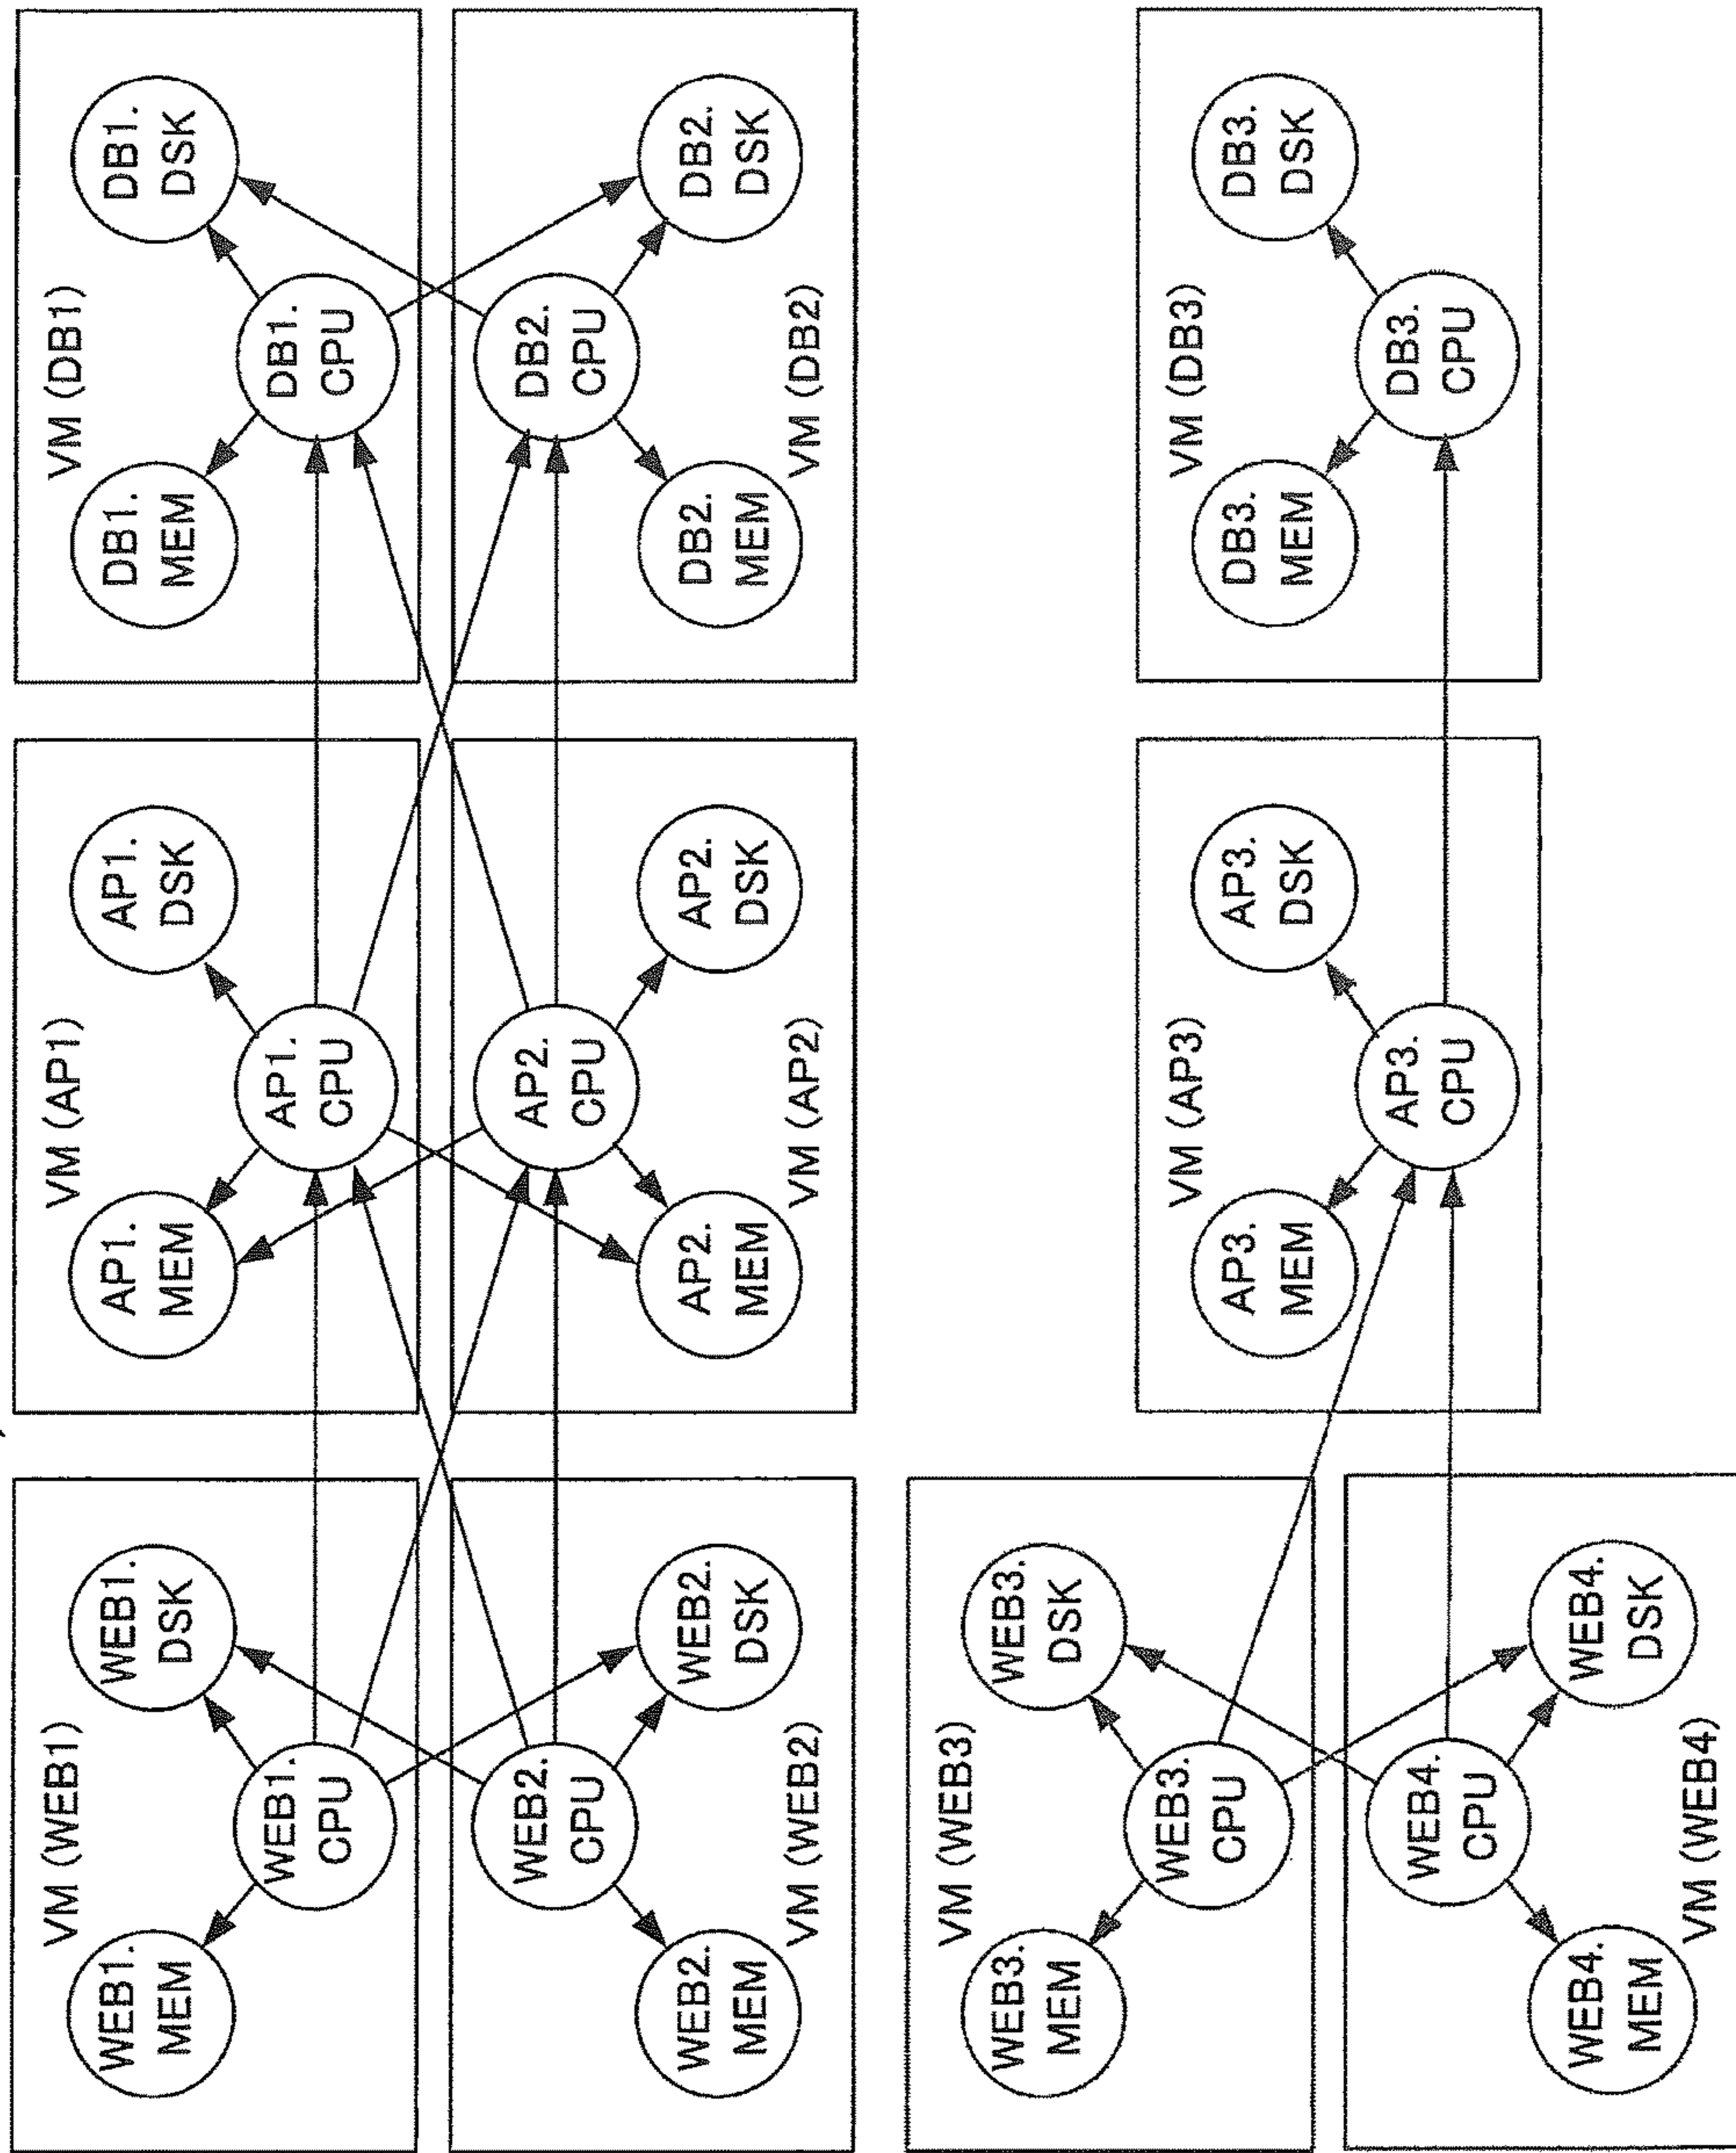 VM (WEB1)
WEB1.
MEM
WEB1.
DSK
WEB1.
CPU
VM (AP1)
AP1.
MEM
AP1.
DSK
AP1.
CPU
VM (DB1)
DB1.
MEM
DB1.
DSK
DB1.
CPU
WEB2.
CPU
WEB2.
MEM
WEB2.
DSK
VM (WEB2)
AP2.
CPU
AP2.
MEM
AP2.
DSK
VM (AP2)
DB2.
CPU
DB2.
MEM
DB2.
DSK
VM (DB2)
VM (WEB3)
WEB3.
MEM
WEB3.
DSK
WEB3.
CPU
VM (AP3)
AP3.
MEM
AP3.
DSK
AP3.
CPU
VM (DB3)
DB3.
MEM
DB3.
DSK
DB3.
CPU
WEB4.
CPU
WEB4.
MEM
WEB4.
DSK
VM (WEB4)